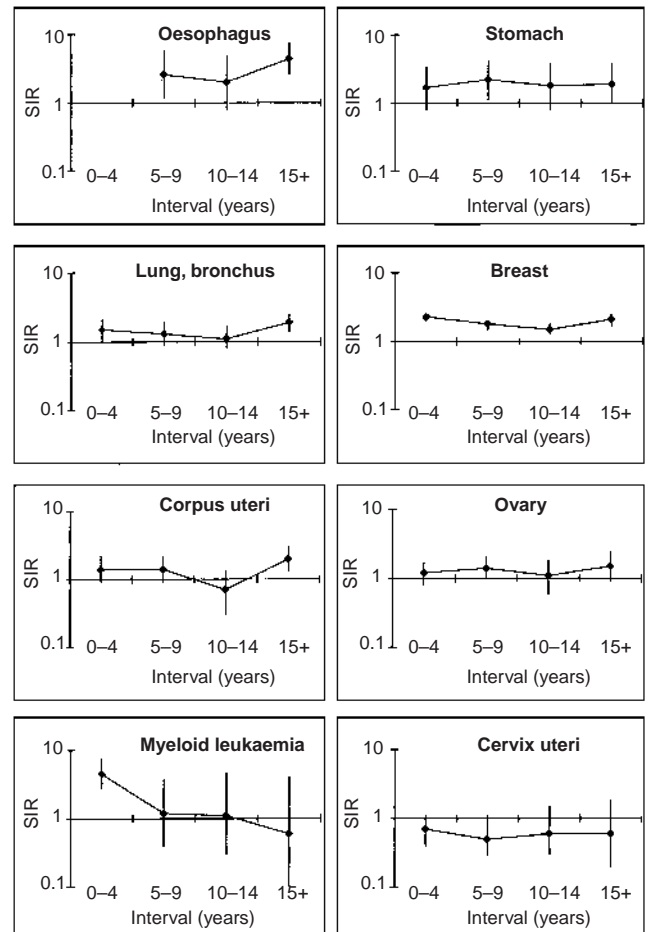 Oesophagus
10
1
0.1
SIR
0–4 5–9 10–14 15+
Interval (years)
Stomach
10
1
0.1
SIR
0–4 5–9 10–14 15+
Interval (years)
Lung, bronchus
10
1
0.1
SIR
0–4 5–9 10–14 15+
Interval (years)
Breast
10
1
0.1
SIR
0–4 5–9 10–14 15+
Interval (years)
Corpus uteri
10
1
0.1
SIR
0–4 5–9 10–14 15+
Interval (years)
Ovary
10
1
0.1
SIR
0–4 5–9 10–14 15+
Interval (years)
Myeloid leukaemia
10
1
0.1
SIR
0–4 5–9 10–14 15+
Interval (years)
Cervix uteri
10
1
0.1
SIR
0–4 5–9 10–14 15+
Interval (years)